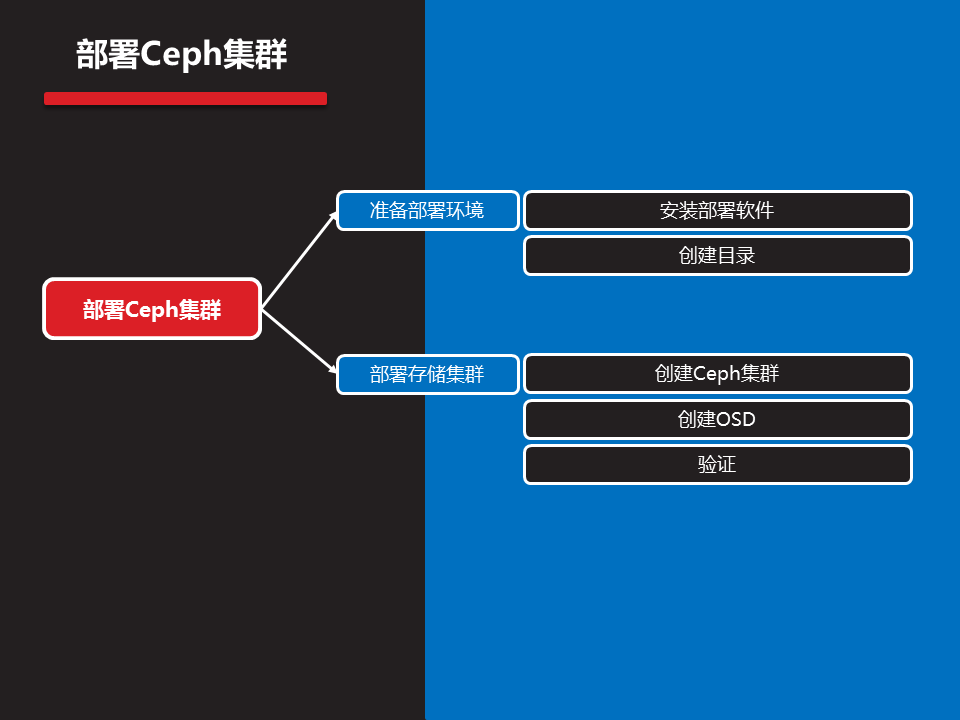 部署Ceph集群
准备部署环境
安装部署软件
创建目录
部署Ceph集群
部署存储集群
创建Ceph集群
创建OSD
验证